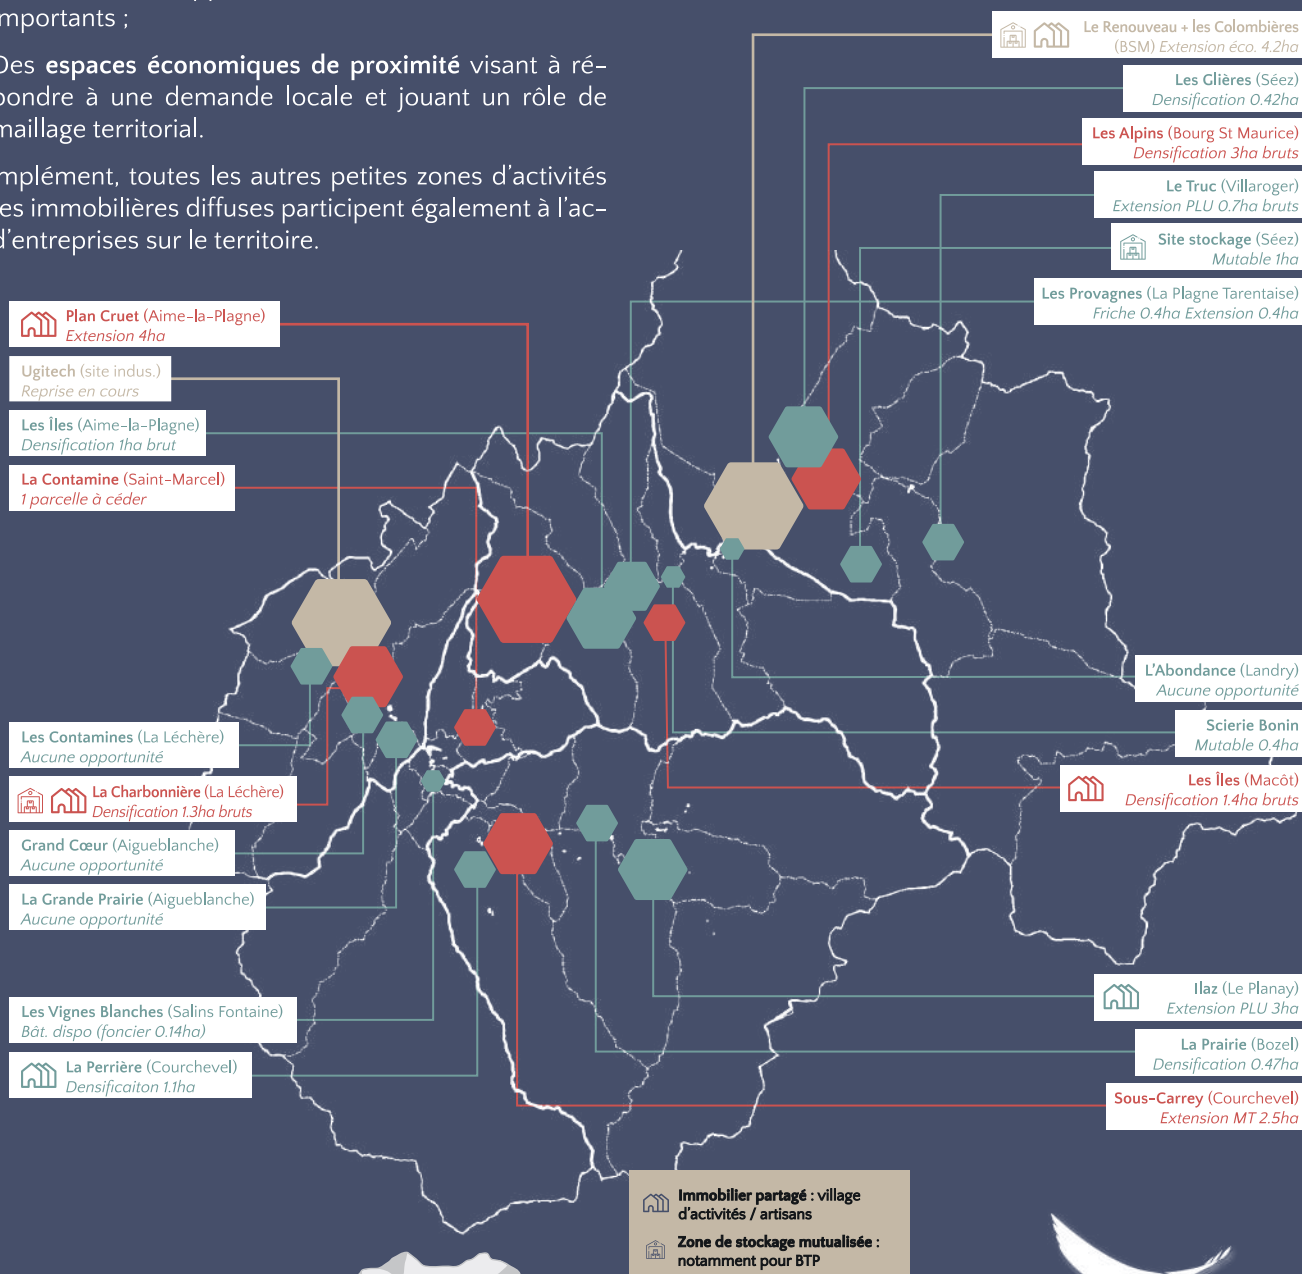 importants ;
Des espaces économiques de proximité visant à ré-
pondre à une demande locale et jouant un rôle de
maillage territorial.
mplément, toutes les autres petites zones d'activités
es immobilières diffuses participent également à l'ac-
d'entreprises sur le territoire.
Le Renouveau + les Colombières
(BSM) Extension éco. 4.2ha
Les Glières (Séez)
Densification 0.42ha
Les Alpins (Bourg St Maurice)
Densification 3ha bruts
Le Truc (Villaroger)
Extension PLU 0.7ha bruts
Site stockage (Séez)
Mutable 1ha
Les Provagnes (La Plagne Tarentaise)
Friche 0.4ha Extension 0.4ha
Plan Cruet (Aime-la-Plagne)
Extension 4ha
Ugitech (site indus.)
Reprise en cours
Les Îles (Aime-la-Plagne)
Densification 1ha brut
La Contamine (Saint-Marcel)
1 parcelle à céder
L'Abondance (Landry)
Aucune opportunité
Scierie Bonin
Mutable 0.4ha
Les Îles (Macôt)
Densification 1.4ha bruts
Les Contamines (La Léchère)
Aucune opportunité
La Charbonnière (La Léchère)
Densification 1.3ha bruts
Grand Cœur (Aigueblanche)
Aucune opportunité
La Grande Prairie (Aigueblanche)
Aucune opportunité
Les Vignes Blanches (Salins Fontaine)
Bât. dispo (foncier 0.14ha)
La Perrière (Courchevel)
Densificaiton 1.1ha
Ilaz (Le Planay)
Extension PLU 3ha
La Prairie (Bozel)
Densification 0.47ha
Sous-Carrey (Courchevel)
Extension MT 2.5ha
Immobilier partagé : village
d'activités / artisans
Zone de stockage mutualisée :
notamment pour BTP